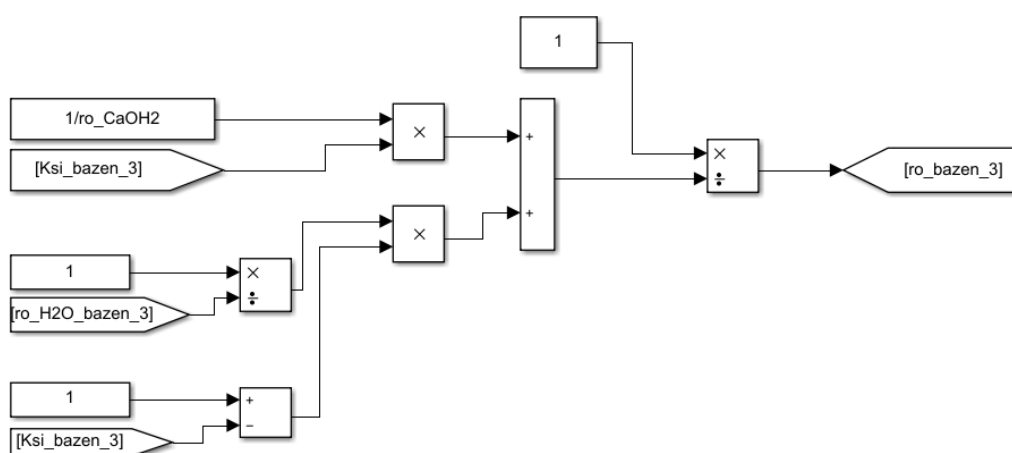 1
1/ro_CaOH2
×
[Ksi_bazen_3]
+
×
÷
[ro_bazen_3]
×
+
1
×
÷
[ro_H2O_bazen_3]
1
+
−
[Ksi_bazen_3]